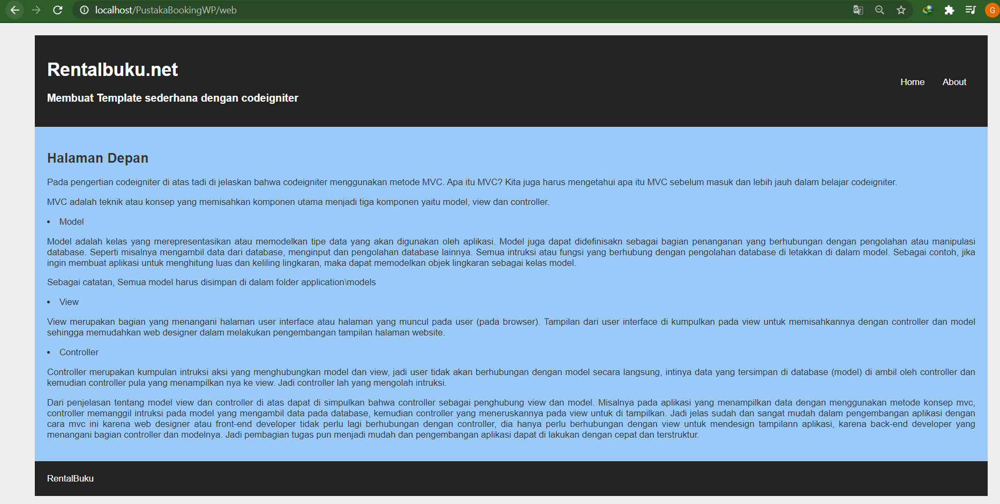 localhost/PustakaBookingWP/web
G
Rentalbuku.net
Home About
Membuat Template sederhana dengan codeigniter
Halaman Depan
Pada pengertian codeigniter di atas tadi di jelaskan bahwa codeigniter menggunakan metode MVC. Apa itu MVC? Kita juga harus mengetahui apa itu MVC sebelum masuk dan lebih jauh dalam belajar codeigniter.
MVC adalah teknik atau konsep yang memisahkan komponen utama menjadi tiga komponen yaitu model, view dan controller.
• Model
Model adalah kelas yang merepresentasikan atau memodelkan tipe data yang akan digunakan oleh aplikasi. Model juga dapat didefinisakn sebagai bagian penanganan yang berhubungan dengan pengolahan atau manipulasi
database. Seperti misalnya mengambil data dari database, menginput dan pengolahan database lainnya. Semua intruksi atau fungsi yang berhubung dengan pengolahan database di letakkan di dalam model. Sebagai contoh, jika
ingin membuat aplikasi untuk menghitung luas dan keliling lingkaran, maka dapat memodelkan objek lingkaran sebagai kelas model.
Sebagai catatan, Semua model harus disimpan di dalam folder application\models
• View
View merupakan bagian yang menangani halaman user interface atau halaman yang muncul pada user (pada browser). Tampilan dari user interface di kumpulkan pada view untuk memisahkannya dengan controller dan model
sehingga memudahkan web designer dalam melakukan pengembangan tampilan halaman website.
• Controller
Controller merupakan kumpulan intruksi aksi yang menghubungkan model dan view, jadi user tidak akan berhubungan dengan model secara langsung, intinya data yang tersimpan di database (model) di ambil oleh controller dan
kemudian controller pula yang menampilkan nya ke view. Jadi controller lah yang mengolah intruksi.
Dari penjelasan tentang model view dan controller di atas dapat di simpulkan bahwa controller sebagai penghubung view dan model. Misalnya pada aplikasi yang menampilkan data dengan menggunakan metode konsep mvc,
controller memanggil intruksi pada model yang mengambil data pada database, kemudian controller yang meneruskannya pada view untuk di tampilkan. Jadi jelas sudah dan sangat mudah dalam pengembangan aplikasi dengan
cara mvc ini karena web designer atau front-end developer tidak perlu lagi berhubungan dengan controller, dia hanya perlu berhubungan dengan view untuk mendesign tampilann aplikasi, karena back-end developer yang
menangani bagian controller dan modelnya. Jadi pembagian tugas pun menjadi mudah dan pengembangan aplikasi dapat di lakukan dengan cepat dan terstruktur.
RentalBuku